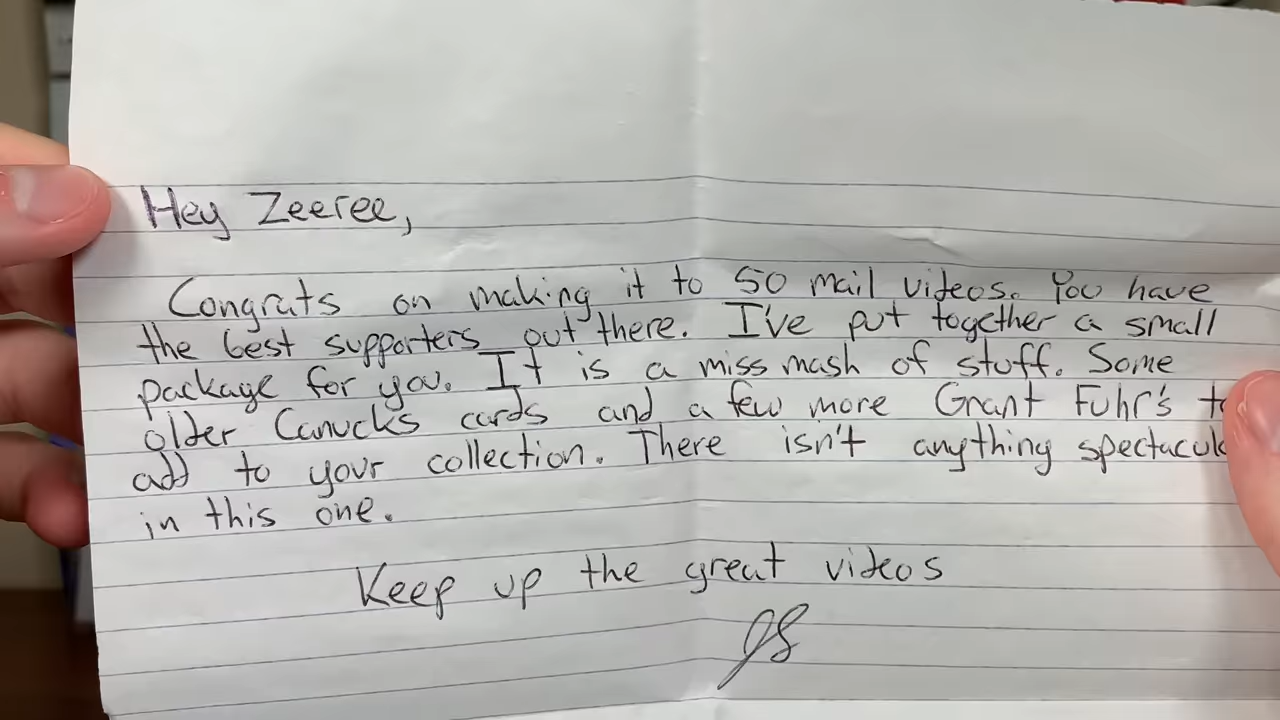 Hey Zeeree,
Congrats on making it to 50 mail videos. You have
the best supporters out there. I've put together a small
package for you. It is a miss mash of stuff. Some
older Canucks cards and a few more Grant Fuhr's to
add to your collection. There isn't anything
in this one.
Keep up the great videos
JS